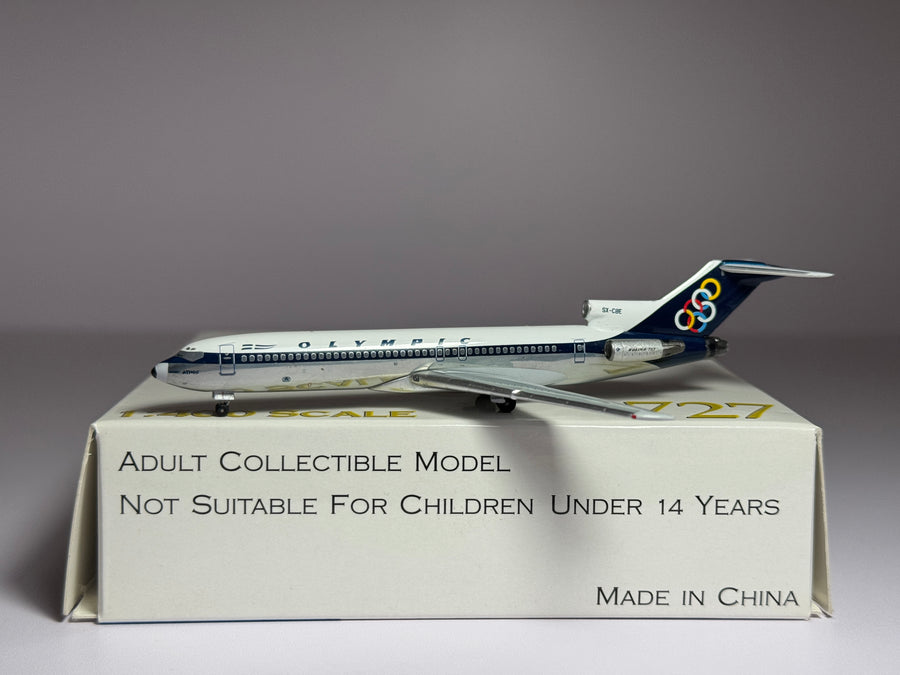 OLYMPIC
SX-CBE
727
1:400 SCALE
727
ADULT COLLECTIBLE MODEL
NOT SUITABLE FOR CHILDREN UNDER 14 YEARS
MADE IN CHINA